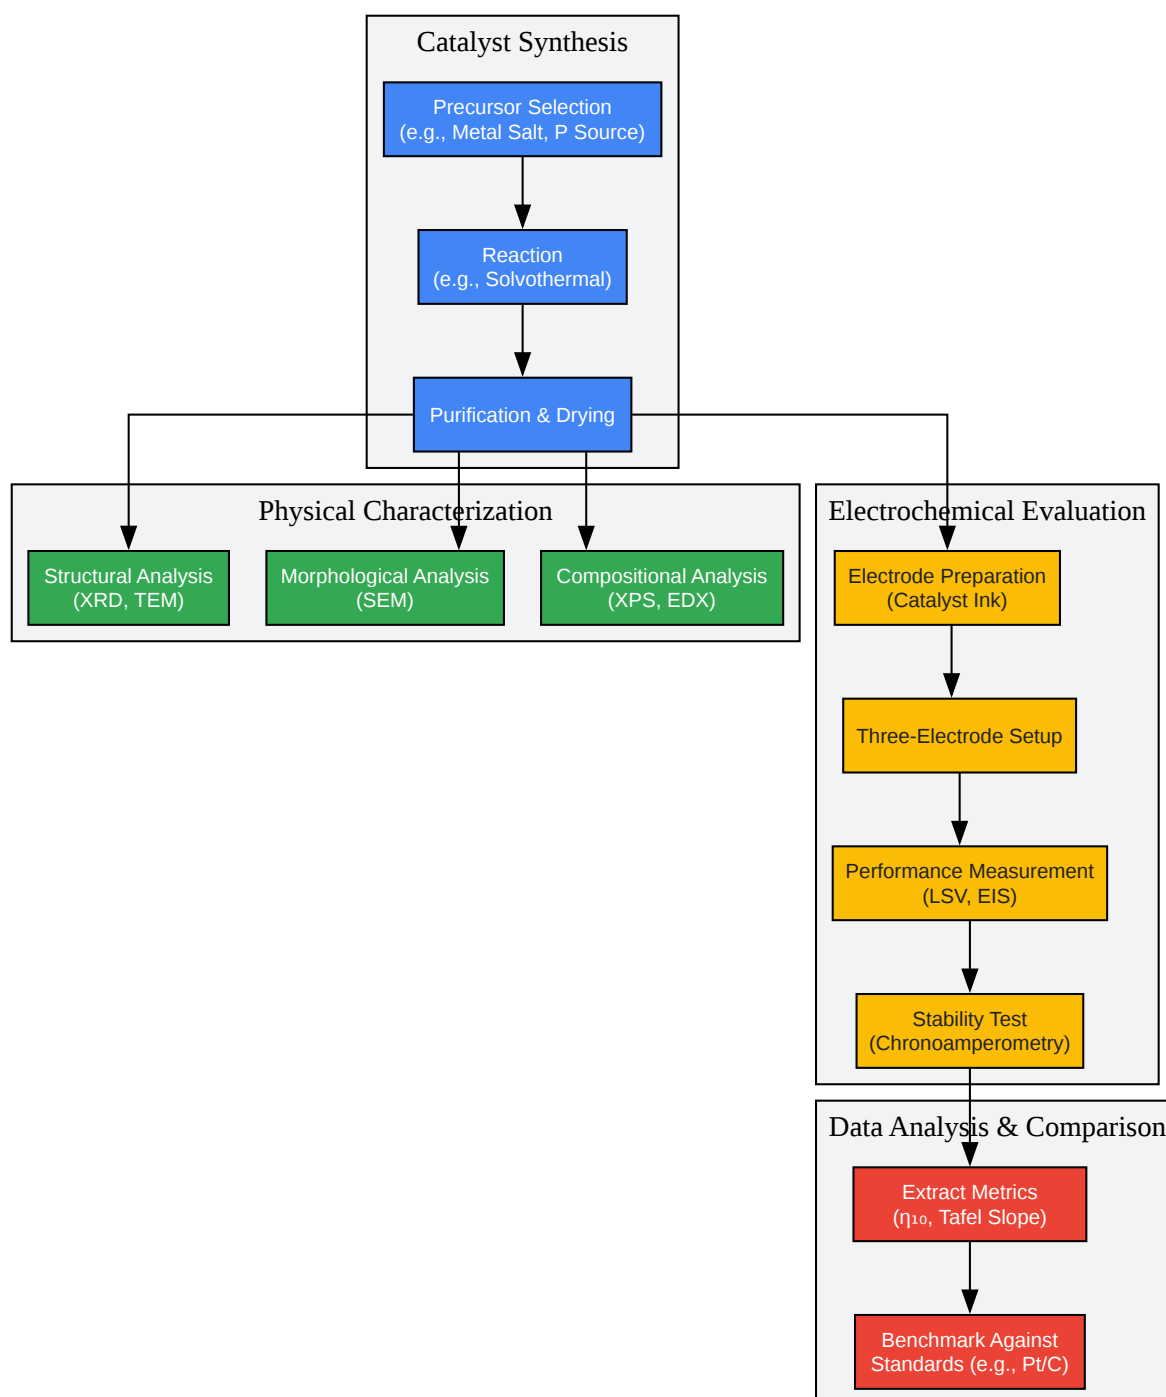 Catalyst Synthesis
Precursor Selection
(e.g., Metal Salt, P Source)
Reaction
(e.g., Solvothermal)
Purification & Drying
Physical Characterization
Structural Analysis
(XRD, TEM)
Morphological Analysis
(SEM)
Compositional Analysis
(XPS, EDX)
Electrochemical Evaluation
Electrode Preparation
(Catalyst Ink)
Three-Electrode Setup
Performance Measurement
(LSV, EIS)
Stability Test
(Chronoamperometry)
Data Analysis & Comparison
Extract Metrics
(η₁₀, Tafel Slope)
Benchmark Against
Standards (e.g., Pt/C)